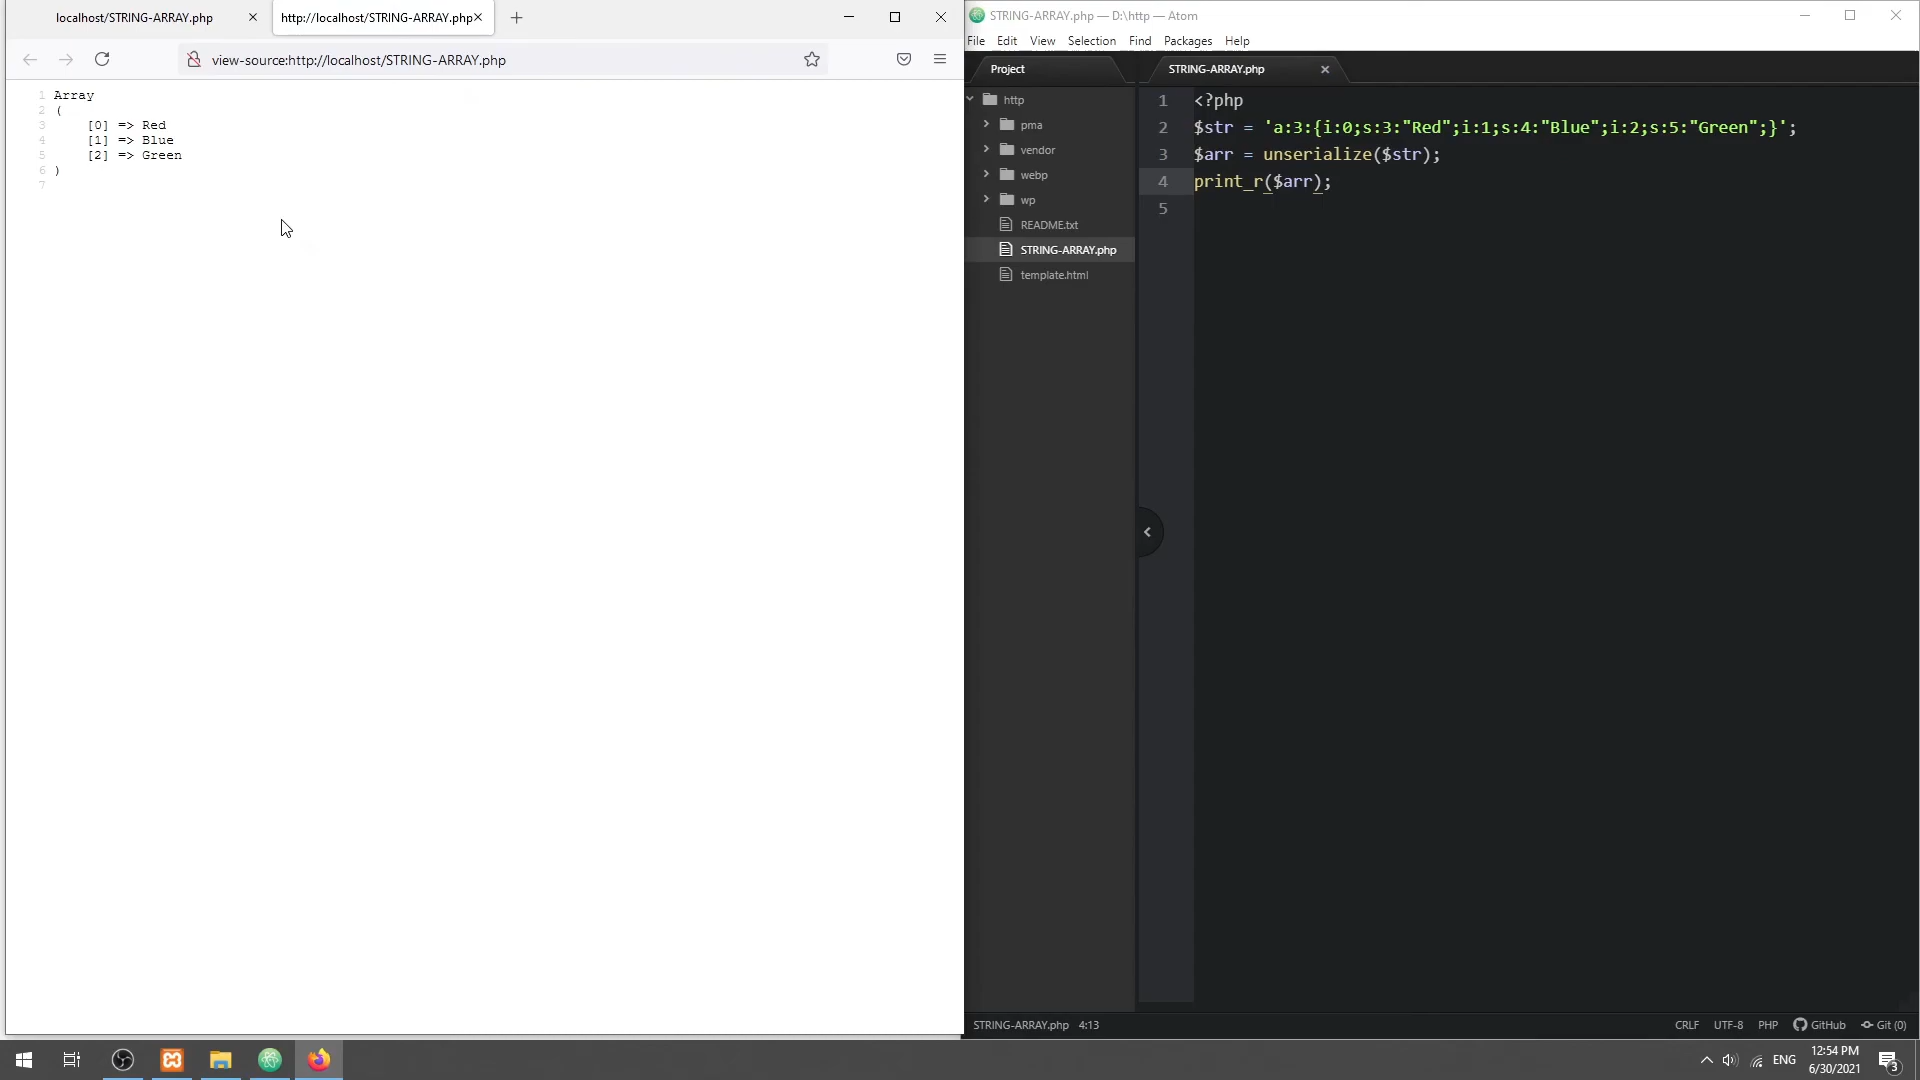 localhost/STRING-ARRAY.php
http://localhost/STRING-ARRAY.php
view-source:http://localhost/STRING-ARRAY.php
1 Array
2 (
3 [0] => Red
4 [1] => Blue
5 [2] => Green
6 )
7
STRING-ARRAY.php — D:\http — Atom
File Edit View Selection Find Packages Help
Project
STRING-ARRAY.php
http
pma
vendor
webp
wp
README.txt
STRING-ARRAY.php
template.html
1 <?php
2 $str = 'a:3:{i:0;s:3:"Red";i:1;s:4:"Blue";i:2;s:5:"Green";}';
3 $arr = unserialize($str);
4 print_r($arr);
5
STRING-ARRAY.php 4:13
CRLF UTF-8 PHP GitHub Git (0)
ENG
12:54 PM
6/30/2021
3